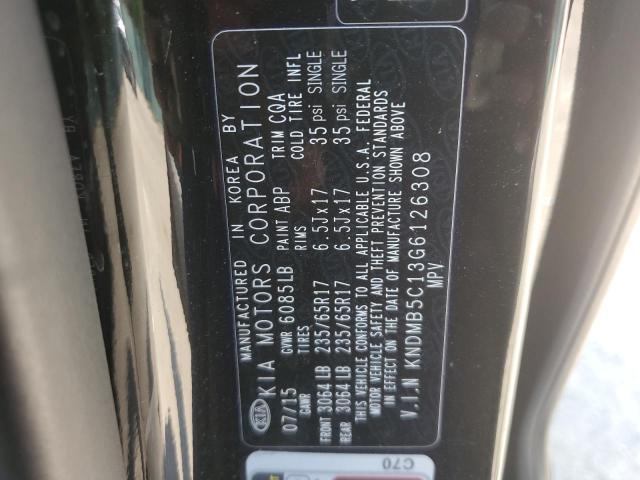 MANUFACTURED IN KOREA BY
KIA KIA MOTORS CORPORATION
07/15 GVWR 6085LB PAINT ABP TRIM CQA
GAWR TIRES RIMS COLD TIRE INFL
FRONT 3064 LB 235/65R17 6.5Jx17 35 psi SINGLE
REAR 3064 LB 235/65R17 6.5Jx17 35 psi SINGLE
THIS VEHICLE CONFORMS TO ALL APPLICABLE U.S.A. FEDERAL
MOTOR VEHICLE SAFETY AND THEFT PREVENTION STANDARDS
IN EFFECT ON THE DATE OF MANUFACTURE SHOWN ABOVE
V.I.N KNDMB5C13G6126308
MPV
C70